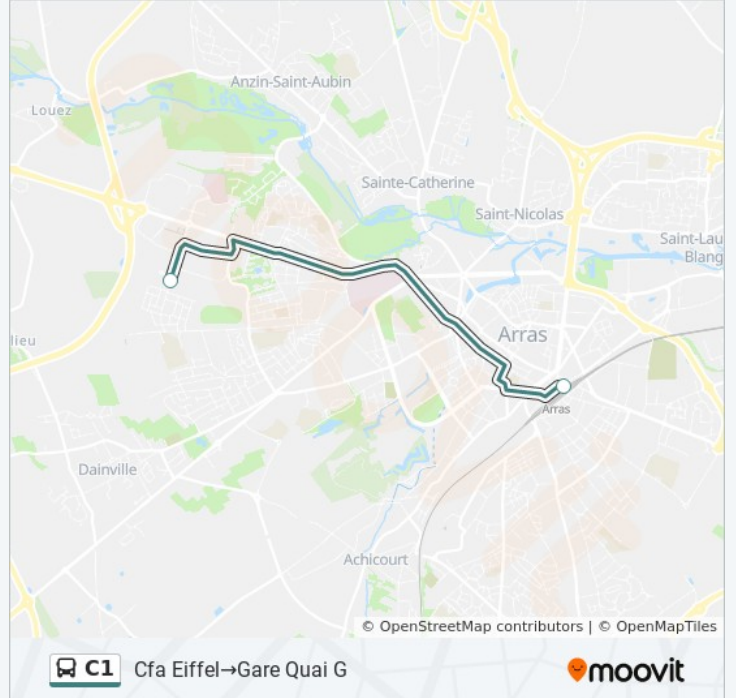 Anzin-Saint-Aubin
Louez
Sainte-Catherine
Saint-Nicolas
Saint-Lau
Blang
lieu
Arras
Arras
Dainville
Achicourt
© OpenStreetMap contributors | © OpenMapTiles
C1 Cfa Eiffel→Gare Quai G
moovit